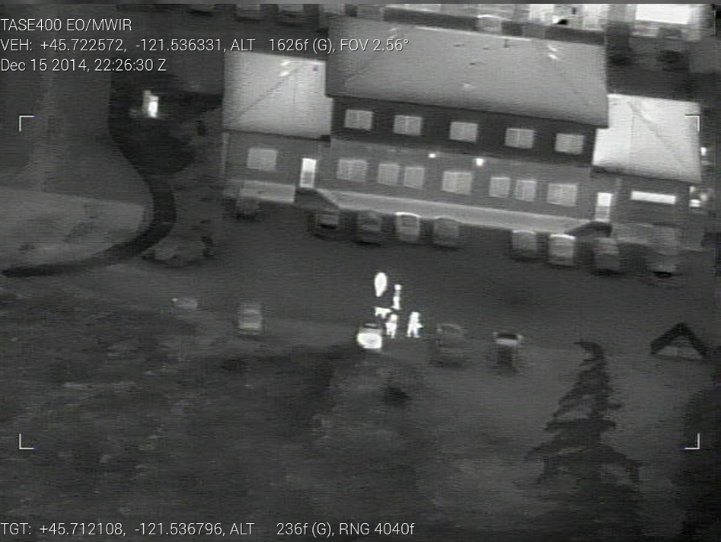 TASE400 EO/MWIR
VEH: +45.722572, -121.536331, ALT 1626f (G), FOV 2.56°
Dec 15 2014, 22:26:30 Z
TGT: +45.712108, -121.536796, ALT 236f (G), RNG 4040f